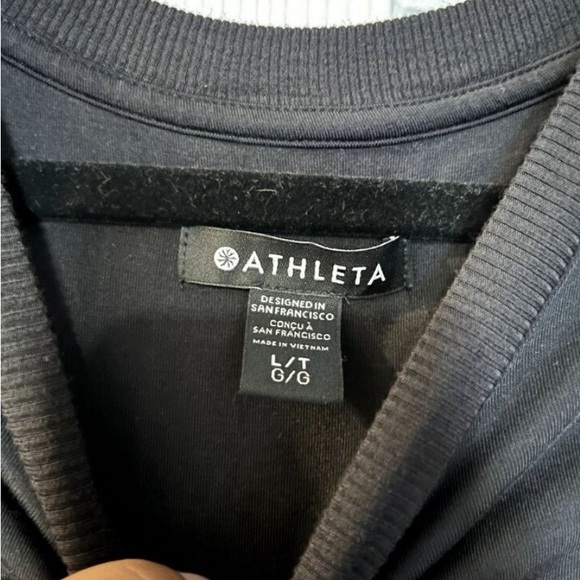 ATHLETA
DESIGNED IN
SAN FRANCISCO
CONÇU À
SAN FRANCISCO
MADE IN VIETNAM
L/T
G/G